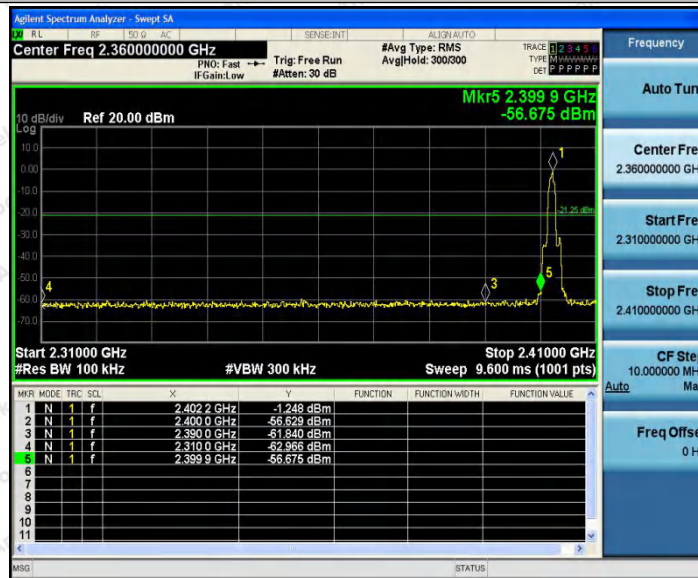 Agilent Spectrum Analyzer - Swept SA
RL RF 50 Ω AC SENSE:INT ALIGN AUTO
Center Freq 2.360000000 GHz
PNO: Fast
IFGain:Low
Trig: Free Run
#Atten: 30 dB
#Avg Type: RMS
Avg|Hold: 300/300
TRACE 1 2 3 4 5 6
TYPE M
DET P P P P P P
Mkr5 2.399 9 GHz
-56.675 dBm
10 dB/div Ref 20.00 dBm
Log
10.0
0.00
-10.0
-20.0
-30.0
-40.0
-50.0
-60.0
-70.0
1
-21.25 dBm
4
3
5
Start 2.31000 GHz Stop 2.41000 GHz
#Res BW 100 kHz #VBW 300 kHz Sweep 9.600 ms (1001 pts)
MKR MODE TRC SCL X Y FUNCTION FUNCTION WIDTH FUNCTION VALUE
1 N 1 f 2.402 2 GHz -1.248 dBm
2 N 1 f 2.400 0 GHz -56.629 dBm
3 N 1 f 2.390 0 GHz -61.840 dBm
4 N 1 f 2.310 0 GHz -62.966 dBm
5 N 1 f 2.399 9 GHz -56.675 dBm
6
7
8
9
10
11
MSG STATUS
Frequency
Auto Tun
Center Fre
2.360000000 GH
Start Fre
2.310000000 GH
Stop Fre
2.410000000 GH
CF Ste
10.000000 MH
Auto Ma
Freq Offse
0 H